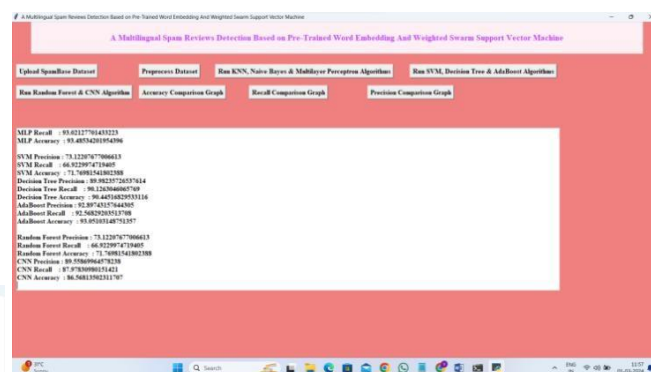 A Multilingual Spam Reviews Detection Based on Pre-Trained Word Embedding And Weighted Swarm Support Vector Machine
A Multilingual Spam Reviews Detection Based on Pre-Trained Word Embedding And Weighted Swarm Support Vector Machine
Upload SpamBase Dataset
Preprocess Dataset
Run KNN, Naive Bayes & Multilayer Perceptron Algorithms
Run SVM, Decision Tree & AdaBoost Algorithms
Run Random Forest & CNN Algorithm
Accuracy Comparison Graph
Recall Comparison Graph
Precision Comparison Graph
MLP Recall : 93.02127701433223
MLP Accuracy : 93.48534201954396
SVM Precision : 73.12207677006613
SVM Recall : 66.9229974719405
SVM Accuracy : 71.76981541802388
Decision Tree Precision : 89.98235726537614
Decision Tree Recall : 90.1263046065769
Decision Tree Accuracy : 90.44516829533116
AdaBoost Precision : 92.89745157644305
AdaBoost Recall : 92.56829203513708
AdaBoost Accuracy : 93.05103148751357
Random Forest Precision : 73.12207677006613
Random Forest Recall : 66.9229974719405
Random Forest Accuracy : 71.76981541802388
CNN Precision : 89.55869964578238
CNN Recall : 87.97830980151421
CNN Accuracy : 86.56813502311707
Search
ENG
11:57